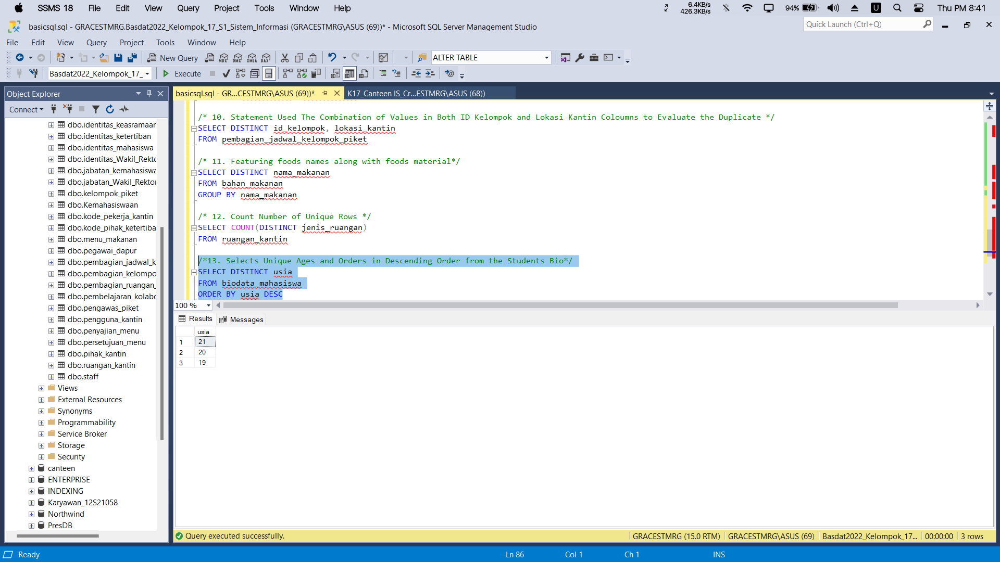 SSMS 18 File Edit View Query Project Tools Window Help 6.4KB/s 426.3KB/s 94% U Thu PM 8:41
basicsql.sql - GRACESTMRG.Basdat2022_Kelompok_17_S1_Sistem_Informasi (GRACESTMRG\ASUS (69))* - Microsoft SQL Server Management Studio
Quick Launch (Ctrl+Q)
File Edit View Query Project Tools Window Help
New Query MDX DMX XMLA DAX ALTER TABLE
Basdat2022_Kelompok_17_ Execute
Object Explorer
Connect
dbo.identitas_keasramaan
dbo.identitas_ketertiban
dbo.identitas_mahasiswa
dbo.identitas_Wakil_Rekto
dbo.jabatan_kemahasiswa
dbo.jabatan_Wakil_Rektor
dbo.kelompok_piket
dbo.Kemahasiswaan
dbo.kode_pekerja_kantin
dbo.kode_pihak_ketertiba
dbo.menu_makanan
dbo.pegawai_dapur
dbo.pembagian_jadwal_k
dbo.pembagian_kelompo
dbo.pembagian_ruangan_
dbo.pembelajaran_kolabo
dbo.pengawas_piket
dbo.pengguna_kantin
dbo.penyajian_menu
dbo.persetujuan_menu
dbo.pihak_kantin
dbo.ruangan_kantin
dbo.staff
Views
External Resources
Synonyms
Programmability
Service Broker
Storage
Security
canteen
ENTERPRISE
INDEXING
Karyawan_12S21058
Northwind
PresDB
basicsql.sql - GR...CESTMRG\ASUS (69))* K17_Canteen IS_Cr...ESTMRG\ASUS (68))
/* 10. Statement Used The Combination of Values in Both ID Kelompok and Lokasi Kantin Coloumns to Evaluate the Duplicate */
SELECT DISTINCT id_kelompok, lokasi_kantin
FROM pembagian_jadwal_kelompok_piket
/* 11. Featuring foods names along with foods material*/
SELECT DISTINCT nama_makanan
FROM bahan_makanan
GROUP BY nama_makanan
/* 12. Count Number of Unique Rows */
SELECT COUNT(DISTINCT jenis_ruangan)
FROM ruangan_kantin
/*13. Selects Unique Ages and Orders in Descending Order from the Students Bio*/
SELECT DISTINCT usia
FROM biodata_mahasiswa
ORDER BY usia DESC
100 %
Results Messages
usia
1 21
2 20
3 19
Query executed successfully. GRACESTMRG (15.0 RTM) GRACESTMRG\ASUS (69) Basdat2022_Kelompok_17... 00:00:00 3 rows
Ready Ln 86 Col 1 Ch 1 INS